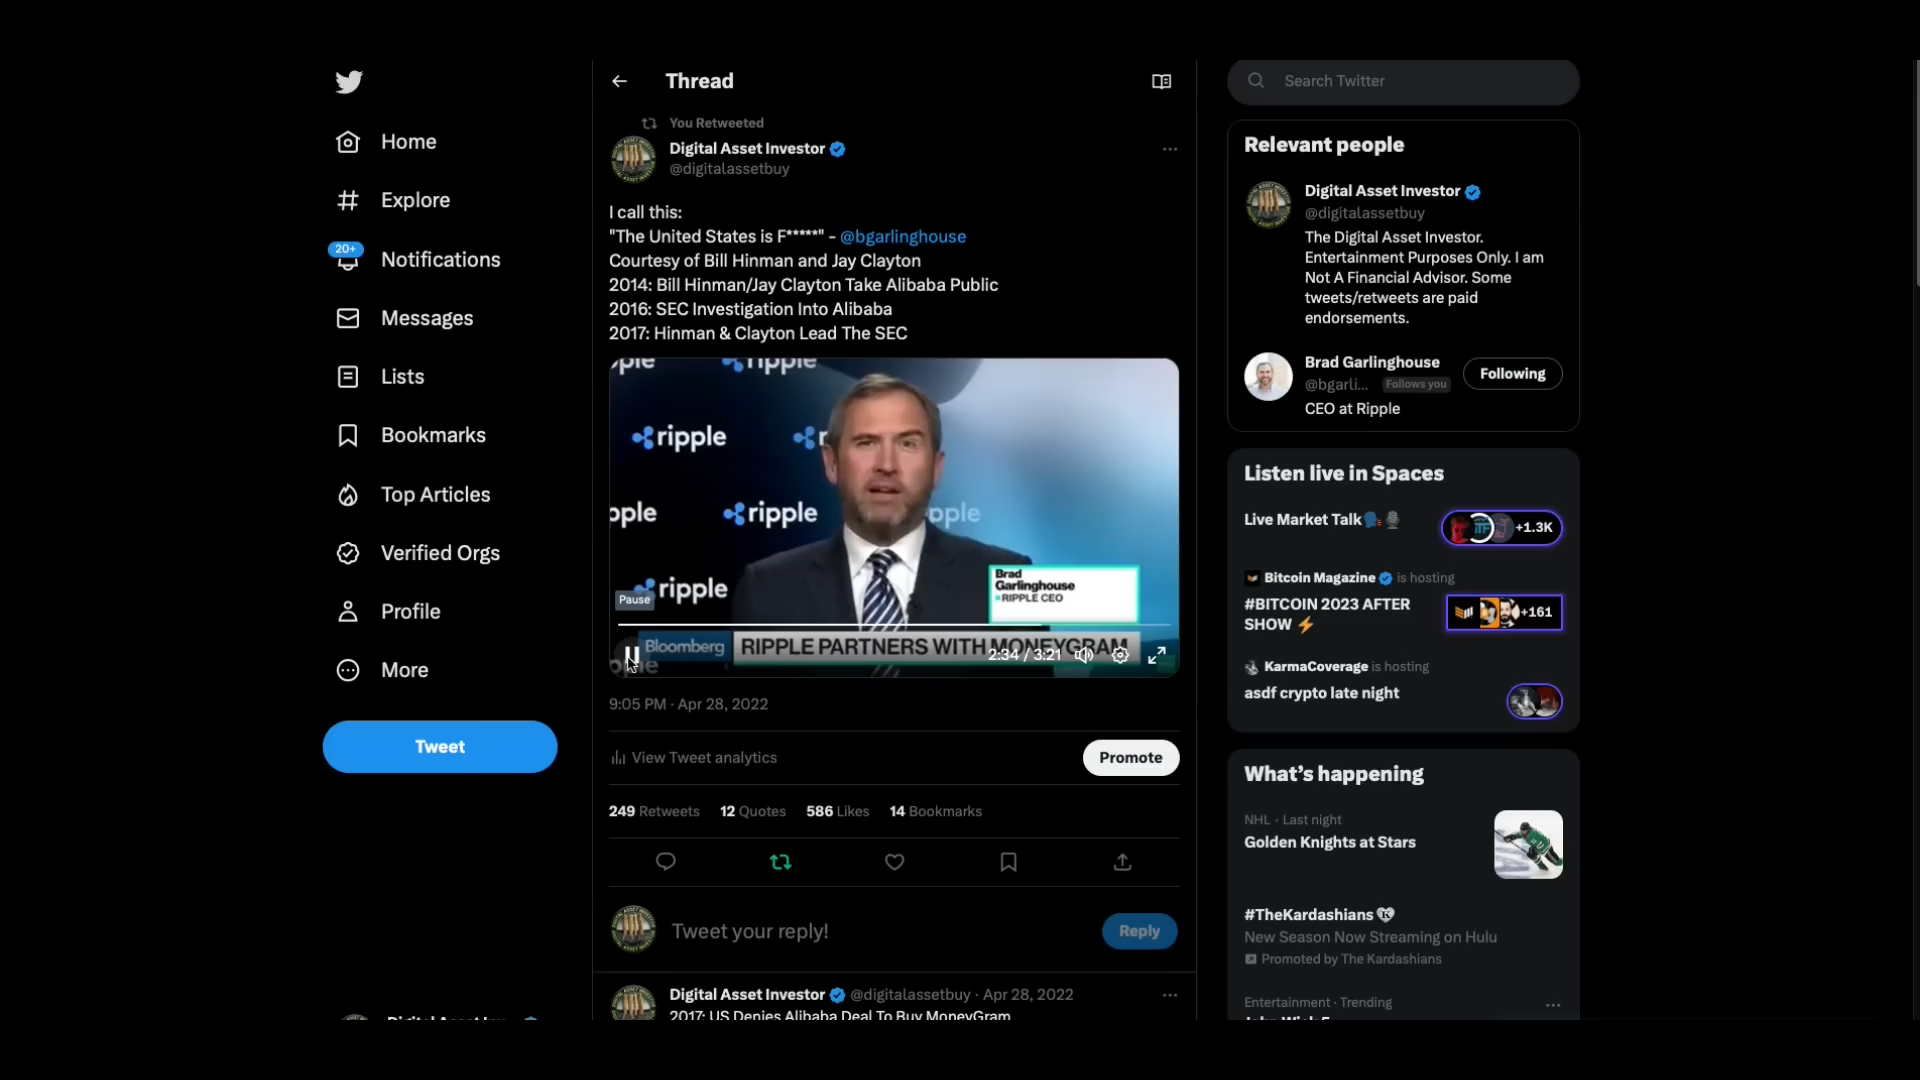 Home
Explore
20+
Notifications
Messages
Lists
Bookmarks
Top Articles
Verified Orgs
Profile
More
Tweet
Thread
You Retweeted
Digital Asset Investor
@digitalassetbuy
I call this:
"The United States is F*****" - @bgarlinghouse
Courtesy of Bill Hinman and Jay Clayton
2014: Bill Hinman/Jay Clayton Take Alibaba Public
2016: SEC Investigation Into Alibaba
2017: Hinman & Clayton Lead The SEC
ripple
ripple
ripple
Brad
Garlinghouse
RIPPLE CEO
Pause
Bloomberg
RIPPLE PARTNERS WITH MONEYGRAM
2:34 / 3:21
9:05 PM · Apr 28, 2022
View Tweet analytics
Promote
249 Retweets 12 Quotes 586 Likes 14 Bookmarks
Tweet your reply!
Reply
Digital Asset Investor @digitalassetbuy · Apr 28, 2022
2017: US Denies Alibaba Deal To Buy MoneyGram
Search Twitter
Relevant people
Digital Asset Investor
@digitalassetbuy
The Digital Asset Investor.
Entertainment Purposes Only. I am
Not A Financial Advisor. Some
tweets/retweets are paid
endorsements.
Brad Garlinghouse
@bgarli... Follows you
Following
CEO at Ripple
Listen live in Spaces
Live Market Talk
+1.3K
Bitcoin Magazine is hosting
#BITCOIN 2023 AFTER
SHOW
+161
KarmaCoverage is hosting
asdf crypto late night
What's happening
NHL · Last night
Golden Knights at Stars
#TheKardashians
New Season Now Streaming on Hulu
Promoted by The Kardashians
Entertainment · Trending